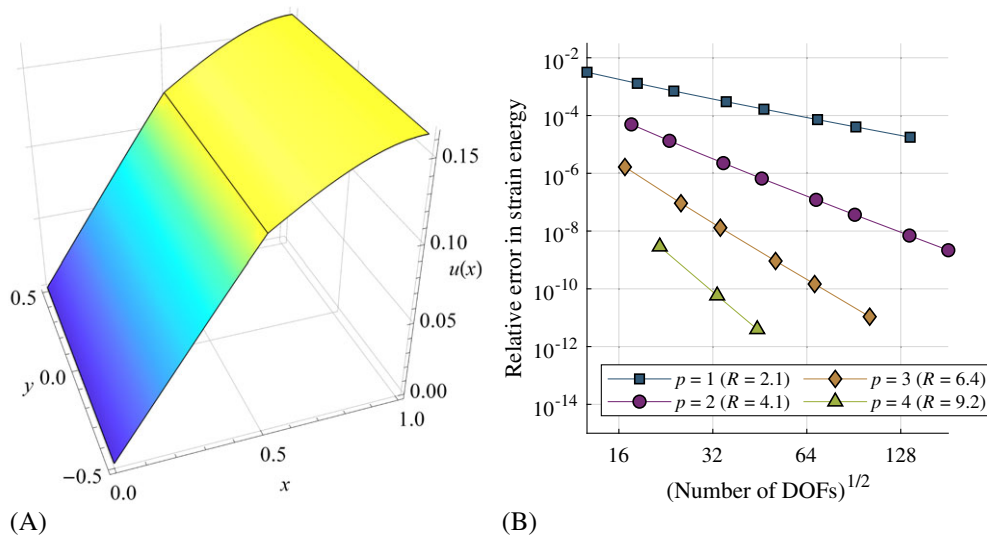 0.15
0.10
u(x)
0.05
0.00
1.0
0.5
x
0.0
0.5
y 0.0
−0.5
(A)
Relative error in strain energy
10^-2
10^-4
10^-6
10^-8
10^-10
10^-12
10^-14
p = 1 (R = 2.1)
p = 3 (R = 6.4)
p = 2 (R = 4.1)
p = 4 (R = 9.2)
16 32 64 128
(Number of DOFs)^1/2
(B)